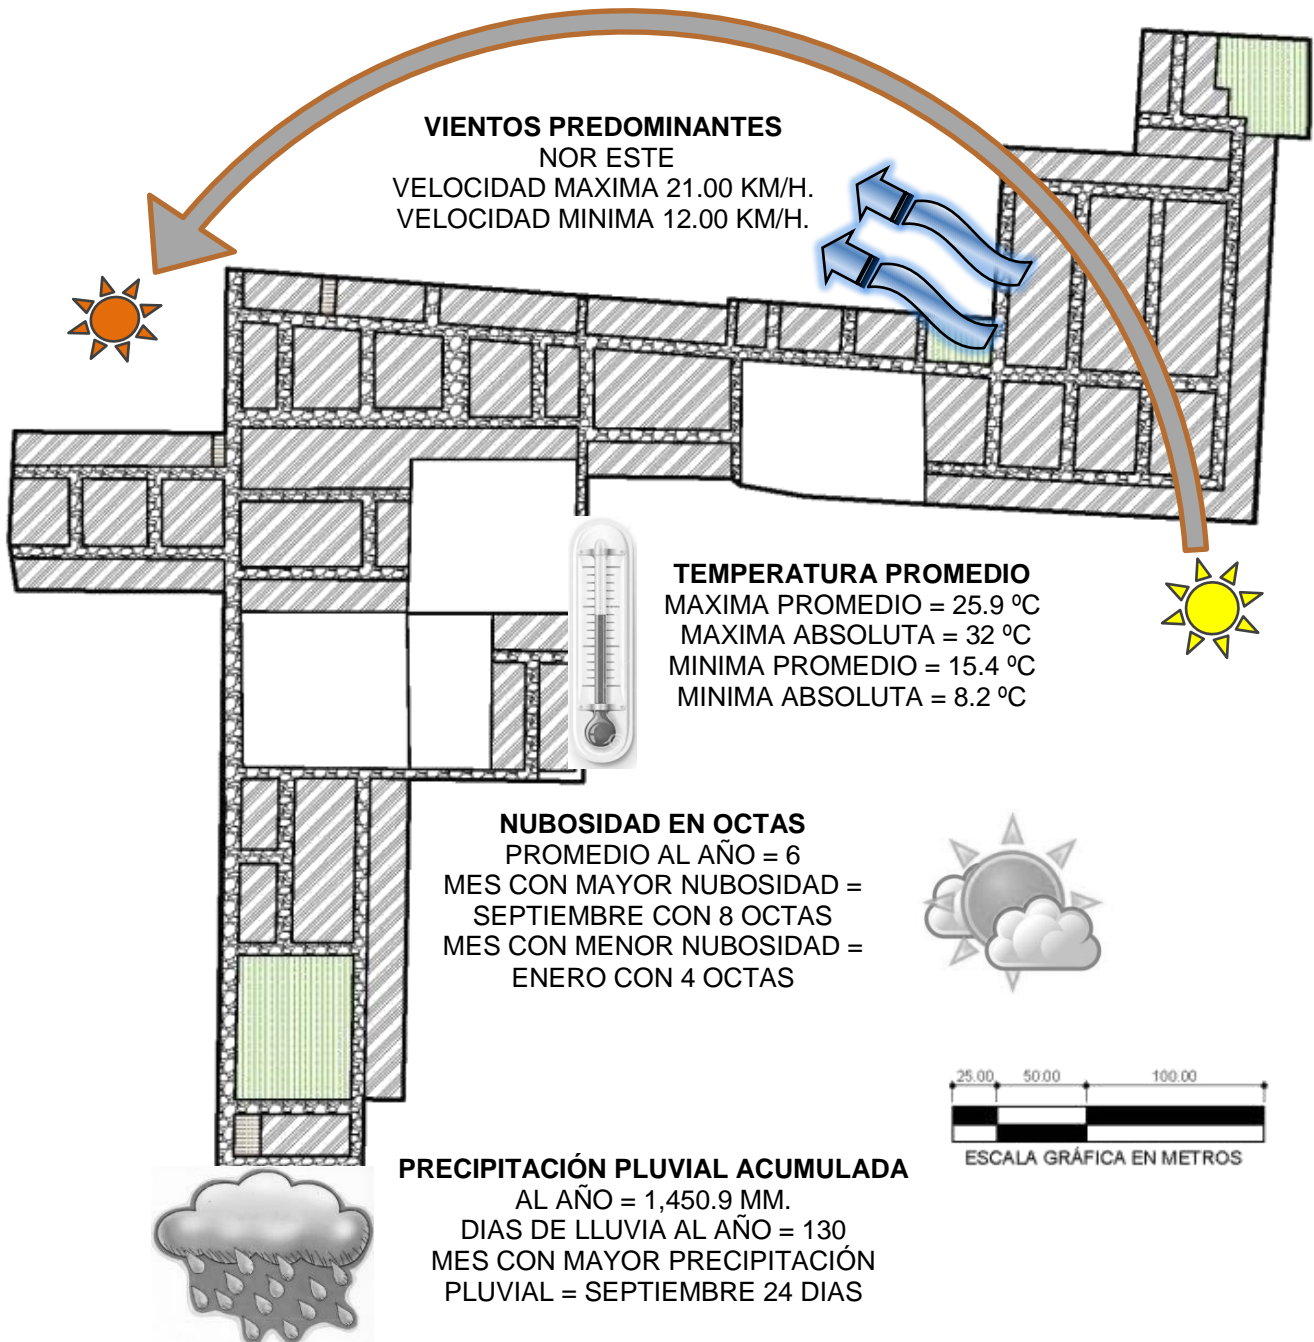 VIENTOS PREDOMINANTES
NOR ESTE
VELOCIDAD MAXIMA 21.00 KM/H.
VELOCIDAD MINIMA 12.00 KM/H.
TEMPERATURA PROMEDIO
MAXIMA PROMEDIO = 25.9 ºC
MAXIMA ABSOLUTA = 32 ºC
MINIMA PROMEDIO = 15.4 ºC
MINIMA ABSOLUTA = 8.2 ºC
NUBOSIDAD EN OCTAS
PROMEDIO AL AÑO = 6
MES CON MAYOR NUBOSIDAD =
SEPTIEMBRE CON 8 OCTAS
MES CON MENOR NUBOSIDAD =
ENERO CON 4 OCTAS
25.00 50.00 100.00
ESCALA GRÁFICA EN METROS
PRECIPITACIÓN PLUVIAL ACUMULADA
AL AÑO = 1,450.9 MM.
DIAS DE LLUVIA AL AÑO = 130
MES CON MAYOR PRECIPITACIÓN
PLUVIAL = SEPTIEMBRE 24 DIAS